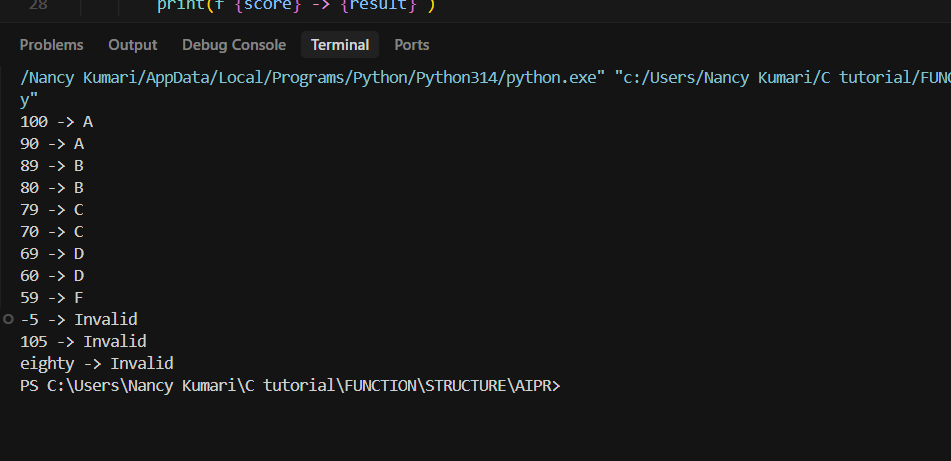 28 print(f"{score} -> {result}")
Problems Output Debug Console Terminal Ports
/Nancy Kumari/AppData/Local/Programs/Python/Python314/python.exe" "c:/Users/Nancy Kumari/C tutorial/FUNC
y"
100 -> A
90 -> A
89 -> B
80 -> B
79 -> C
70 -> C
69 -> D
60 -> D
59 -> F
-5 -> Invalid
105 -> Invalid
eighty -> Invalid
PS C:\Users\Nancy Kumari\C tutorial\FUNCTION\STRUCTURE\AIPR>